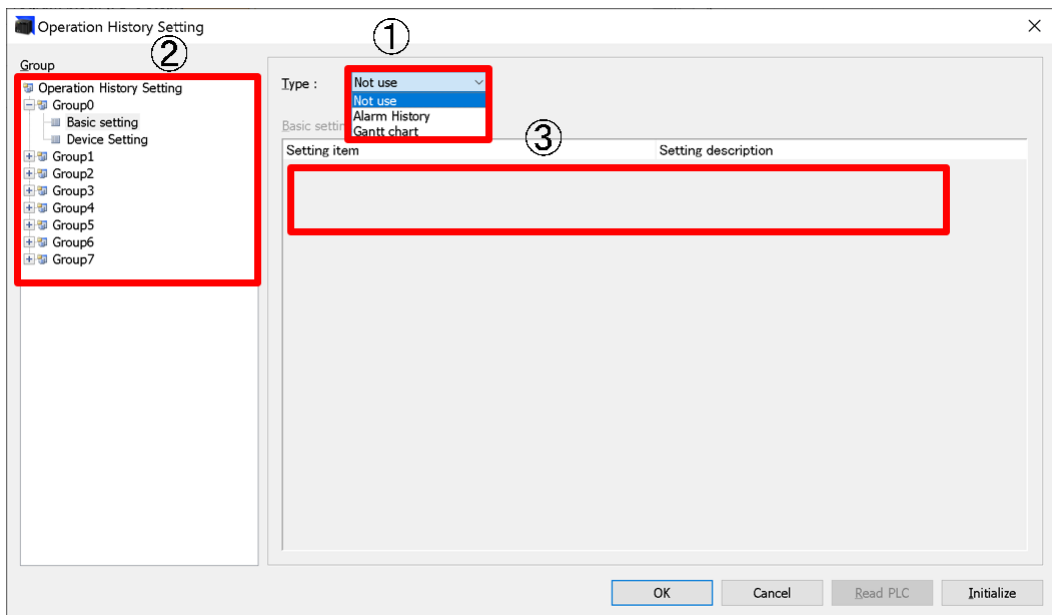 Operation History Setting
①
②
Group
Operation History Setting
Group0
Basic setting
Device Setting
Group1
Group2
Group3
Group4
Group5
Group6
Group7
Type :
Not use
Not use
Alarm History
Gantt chart
Basic settin
③
Setting item
Setting description
OK
Cancel
Read PLC
Initialize